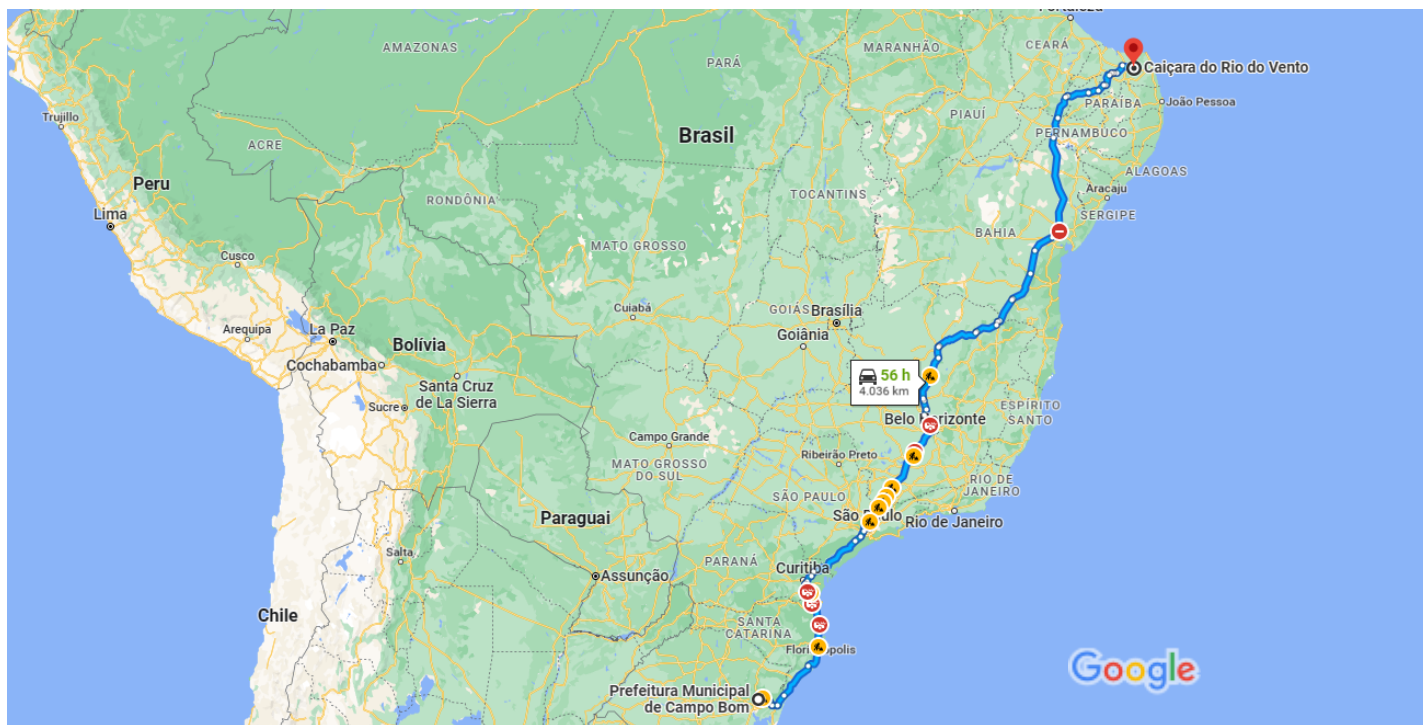 AMAZONAS
PARÁ
MARANHÃO
CEARÁ
Caiçara do Rio do Vento
João Pessoa
PARAÍBA
Trujillo
Brasil
PIAUÍ
PERNAMBUCO
ACRE
ALAGOAS
Peru
TOCANTINS
Aracaju
RONDÔNIA
SERGIPE
Lima
BAHIA
MATO GROSSO
Cusco
Cuiabá
GOIÁS
Brasília
Arequipa
La Paz
Goiânia
Bolívia
Cochabamba
56 h
4.036 km
Santa Cruz
de La Sierra
Sucre
ESPÍRITO
SANTO
Belo Horizonte
Campo Grande
Ribeirão Preto
MATO GROSSO
DO SUL
RIO DE
JANEIRO
SÃO PAULO
São Paulo
Rio de Janeiro
Paraguai
Salta
PARANÁ
Curitiba
Assunção
Chile
SANTA
CATARINA
Florianópolis
Prefeitura Municipal
de Campo Bom
Google